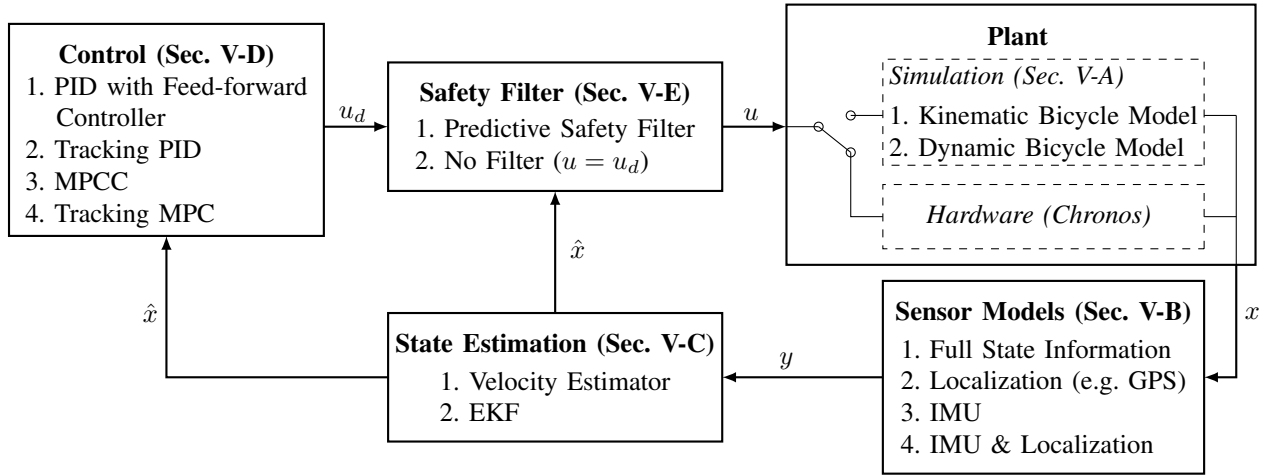 Control (Sec. V-D)
1. PID with Feed-forward
Controller
2. Tracking PID
3. MPCC
4. Tracking MPC
u_d
Safety Filter (Sec. V-E)
1. Predictive Safety Filter
2. No Filter (u = u_d)
u
Plant
Simulation (Sec. V-A)
1. Kinematic Bicycle Model
2. Dynamic Bicycle Model
Hardware (Chronos)
x̂
x̂
State Estimation (Sec. V-C)
1. Velocity Estimator
2. EKF
y
Sensor Models (Sec. V-B)
1. Full State Information
2. Localization (e.g. GPS)
3. IMU
4. IMU & Localization
x